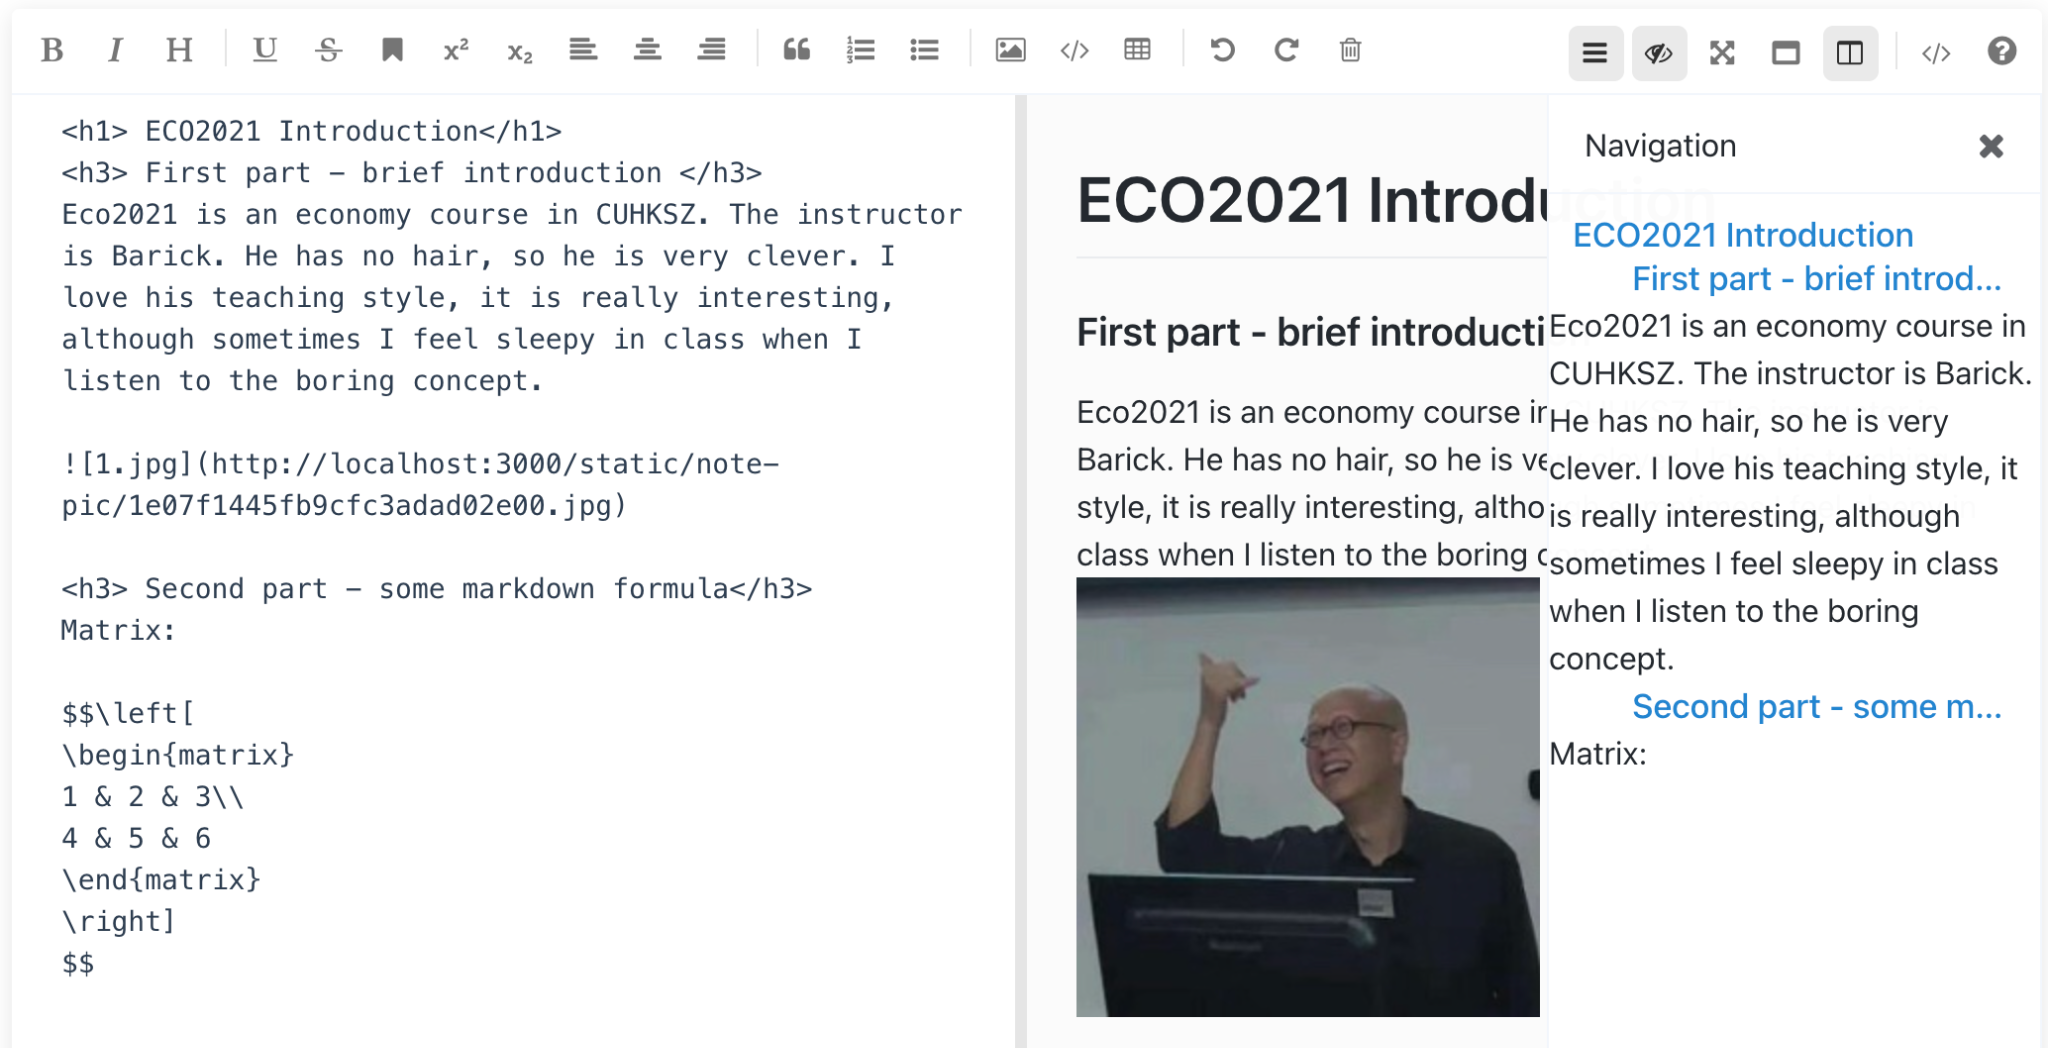 B I H U S x² x₂
<h1> ECO2021 Introduction</h1>
<h3> First part – brief introduction </h3>
Eco2021 is an economy course in CUHKSZ. The instructor
is Barick. He has no hair, so he is very clever. I
love his teaching style, it is really interesting,
although sometimes I feel sleepy in class when I
listen to the boring concept.
![1.jpg](http://localhost:3000/static/note-
pic/1e07f1445fb9cfc3adad02e00.jpg)
<h3> Second part – some markdown formula</h3>
Matrix:
$$\left[
\begin{matrix}
1 & 2 & 3\\
4 & 5 & 6
\end{matrix}
\right]
$$
ECO2021 Introduction
First part - brief introducti
Eco2021 is an economy course in
Barick. He has no hair, so he is ve
style, it is really interesting, altho
class when I listen to the boring c
Navigation
ECO2021 Introduction
First part - brief introd...
Eco2021 is an economy course in
CUHKSZ. The instructor is Barick.
He has no hair, so he is very
clever. I love his teaching style, it
is really interesting, although
sometimes I feel sleepy in class
when I listen to the boring
concept.
Second part - some m...
Matrix: